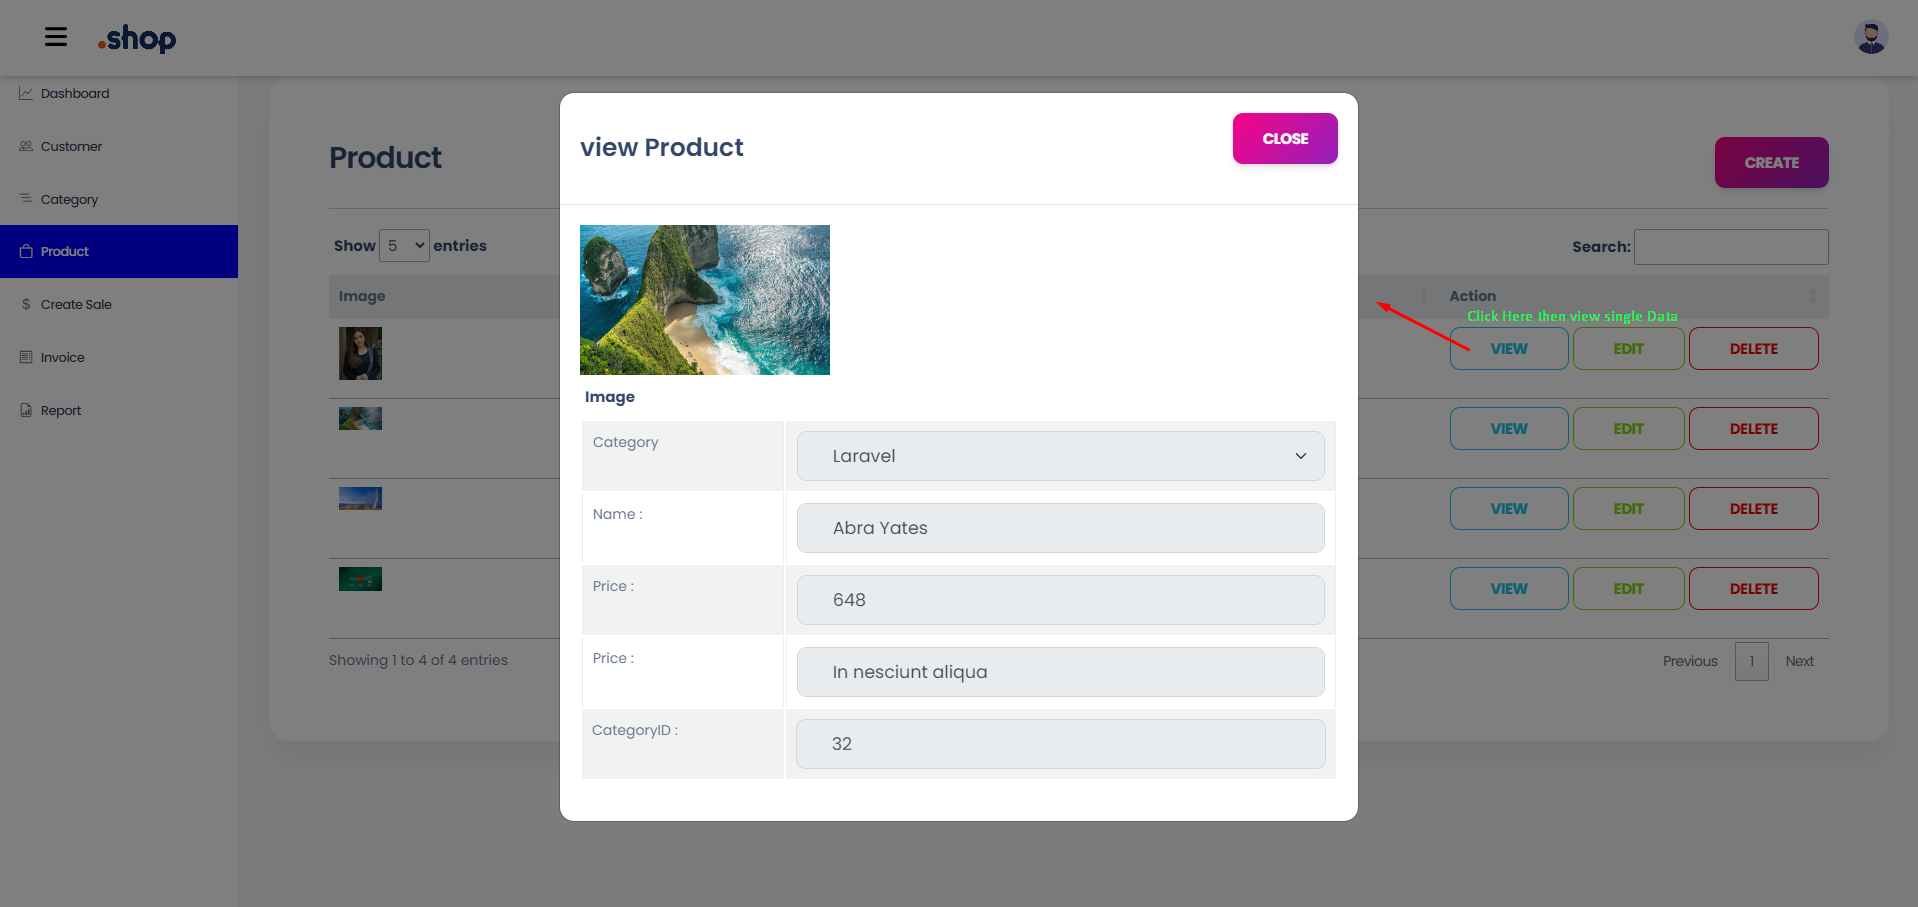 .shop
Dashboard
Customer
Category
Product
Create Sale
Invoice
Report
Product
CREATE
Show 5 entries
Search:
Image
Action
Click Here then view single Data
VIEW EDIT DELETE
VIEW EDIT DELETE
VIEW EDIT DELETE
VIEW EDIT DELETE
Showing 1 to 4 of 4 entries
Previous 1 Next
view Product
CLOSE
Image
Category Laravel
Name : Abra Yates
Price : 648
Price : In nesciunt aliqua
CategoryID : 32